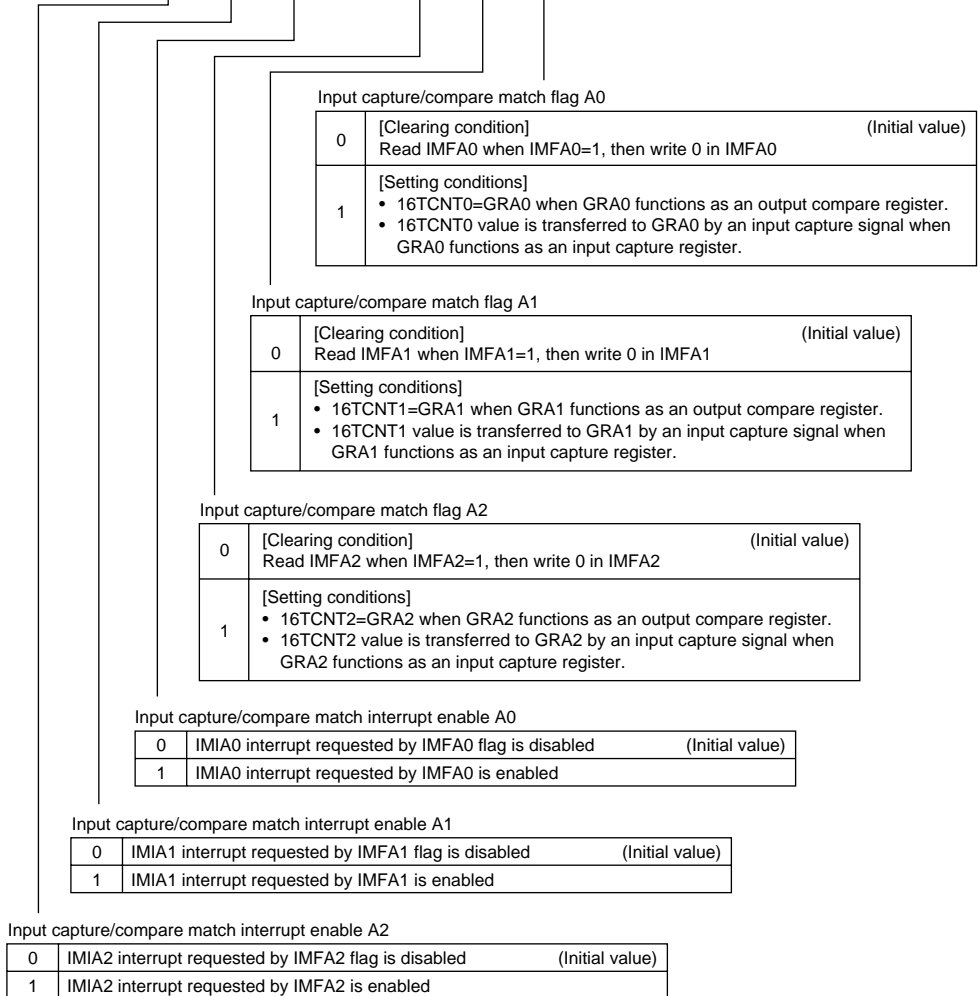 Input capture/compare match flag A0
0 [Clearing condition] (Initial value)
Read IMFA0 when IMFA0=1, then write 0 in IMFA0
1 [Setting conditions]
• 16TCNT0=GRA0 when GRA0 functions as an output compare register.
• 16TCNT0 value is transferred to GRA0 by an input capture signal when
GRA0 functions as an input capture register.
Input capture/compare match flag A1
0 [Clearing condition] (Initial value)
Read IMFA1 when IMFA1=1, then write 0 in IMFA1
1 [Setting conditions]
• 16TCNT1=GRA1 when GRA1 functions as an output compare register.
• 16TCNT1 value is transferred to GRA1 by an input capture signal when
GRA1 functions as an input capture register.
Input capture/compare match flag A2
0 [Clearing condition] (Initial value)
Read IMFA2 when IMFA2=1, then write 0 in IMFA2
1 [Setting conditions]
• 16TCNT2=GRA2 when GRA2 functions as an output compare register.
• 16TCNT2 value is transferred to GRA2 by an input capture signal when
GRA2 functions as an input capture register.
Input capture/compare match interrupt enable A0
0 IMIA0 interrupt requested by IMFA0 flag is disabled (Initial value)
1 IMIA0 interrupt requested by IMFA0 is enabled
Input capture/compare match interrupt enable A1
0 IMIA1 interrupt requested by IMFA1 flag is disabled (Initial value)
1 IMIA1 interrupt requested by IMFA1 is enabled
Input capture/compare match interrupt enable A2
0 IMIA2 interrupt requested by IMFA2 flag is disabled (Initial value)
1 IMIA2 interrupt requested by IMFA2 is enabled